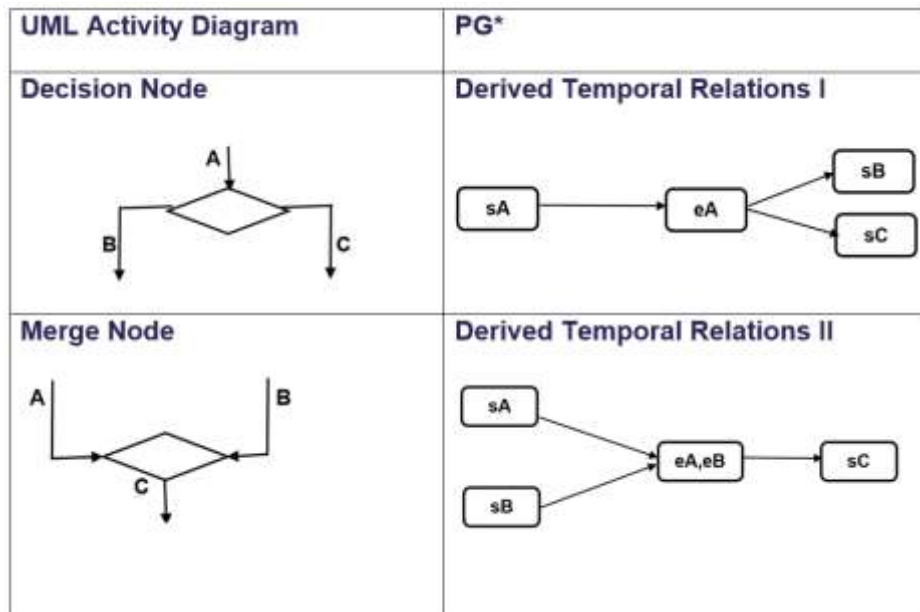 UML Activity Diagram
PG*
Decision Node
Derived Temporal Relations I
A
B
C
sA
eA
sB
sC
Merge Node
Derived Temporal Relations II
A
B
C
sA
sB
eA,eB
sC